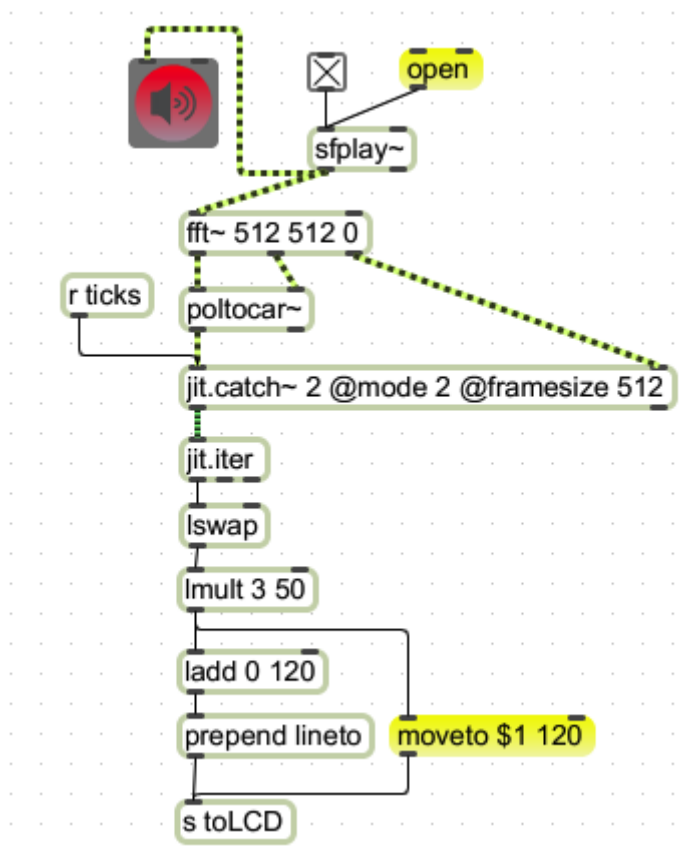 open
sfplay~
fft~ 512 512 0
r ticks
poltocar~
jit.catch~ 2 @mode 2 @framesize 512
jit.iter
lswap
lmult 3 50
ladd 0 120
prepend lineto
moveto $1 120
s toLCD